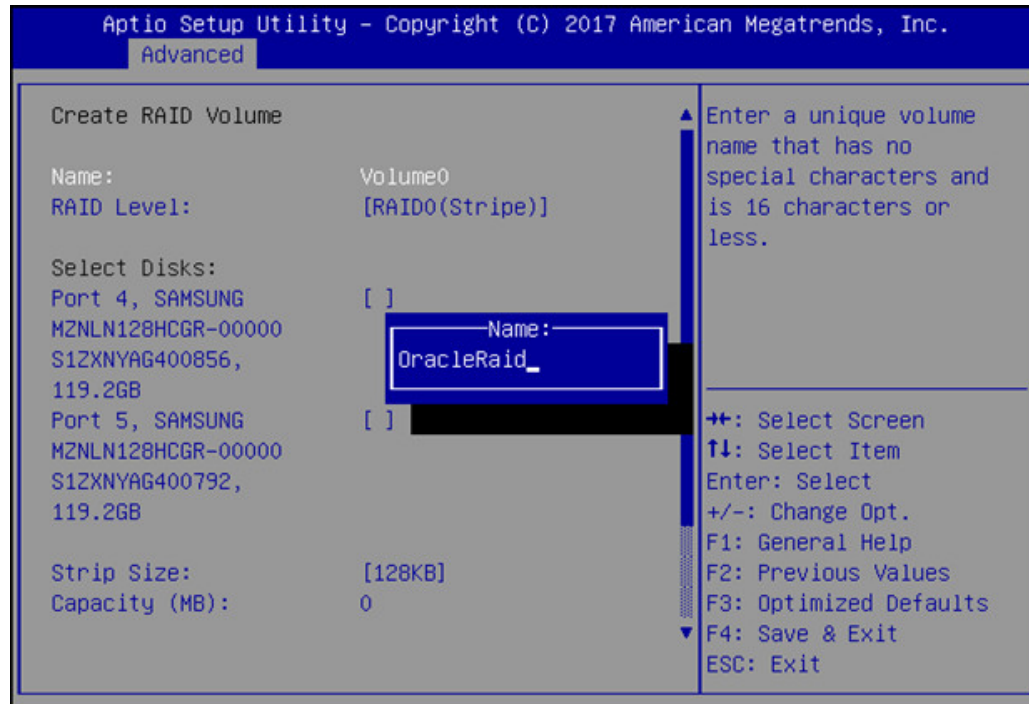 Aptio Setup Utility – Copyright (C) 2017 American Megatrends, Inc.
Advanced
Create RAID Volume
Name: Volume0
RAID Level: [RAID0(Stripe)]
Select Disks:
Port 4, SAMSUNG [ ]
MZNLN128HCGR-00000
S1ZXNYAG400856,
119.2GB
Port 5, SAMSUNG [ ]
MZNLN128HCGR-00000
S1ZXNYAG400792,
119.2GB
Strip Size: [128KB]
Capacity (MB): 0
Name:
OracleRaid_
Enter a unique volume
name that has no
special characters and
is 16 characters or
less.
→←: Select Screen
↑↓: Select Item
Enter: Select
+/-: Change Opt.
F1: General Help
F2: Previous Values
F3: Optimized Defaults
F4: Save & Exit
ESC: Exit